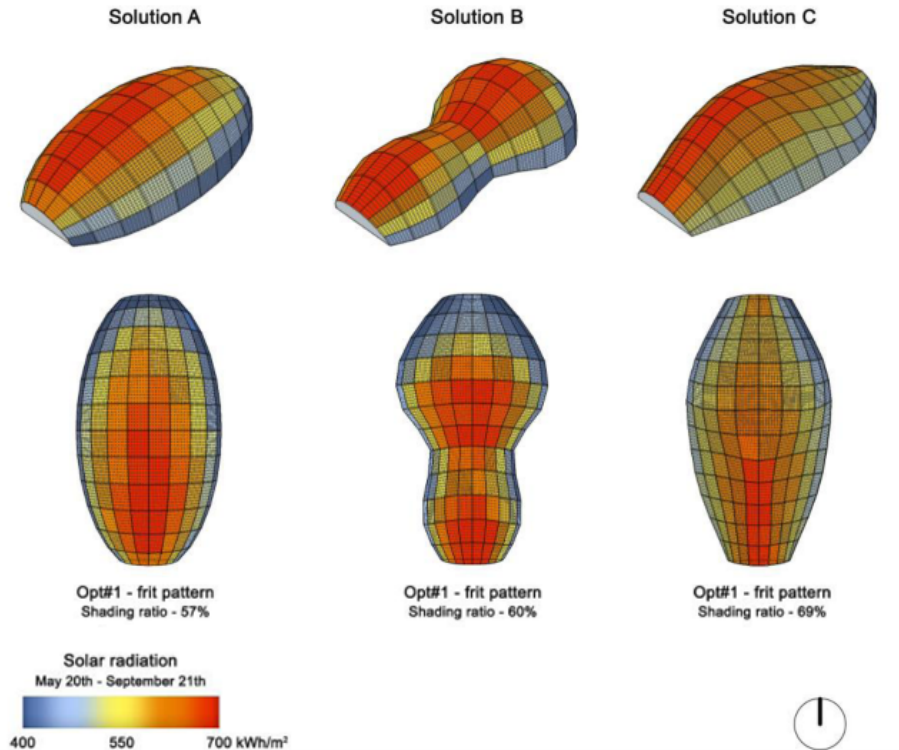 Solution A
Solution B
Solution C
Opt#1 - frit pattern
Shading ratio - 57%
Opt#1 - frit pattern
Shading ratio - 60%
Opt#1 - frit pattern
Shading ratio - 69%
Solar radiation
May 20th - September 21th
400 550 700 kWh/m²